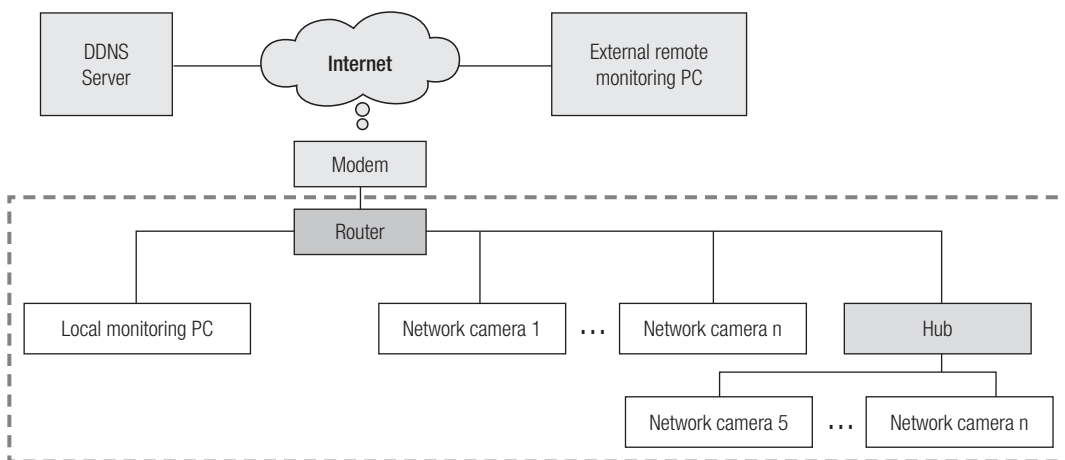 DDNS
Server
Internet
External remote
monitoring PC
Modem
Router
Local monitoring PC
Network camera 1
...
Network camera n
Hub
Network camera 5
...
Network camera n